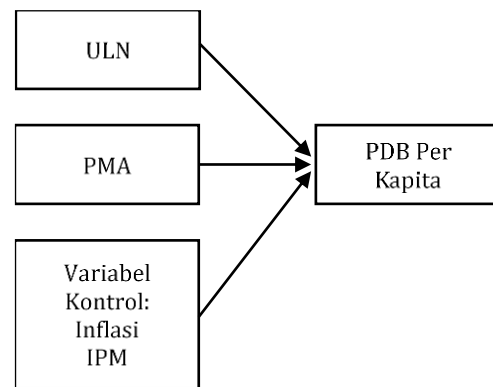 ULN
PMA
PDB Per
Kapita
Variabel
Kontrol:
Inflasi
IPM